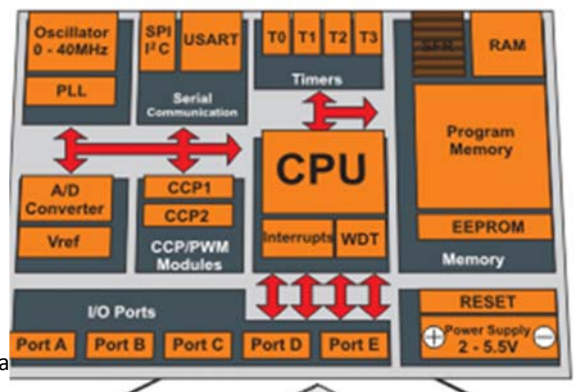 Oscillator
0 - 40MHz
PLL
SPI
I²C
USART
Serial
Communication
T0
T1
T2
T3
Timers
SFR
RAM
Program
Memory
EEPROM
Memory
A/D
Converter
Vref
CCP1
CCP2
CCP/PWM
Modules
CPU
Interrupts
WDT
I/O Ports
Port A
Port B
Port C
Port D
Port E
RESET
+
Power Supply
2 - 5.5V
−
a